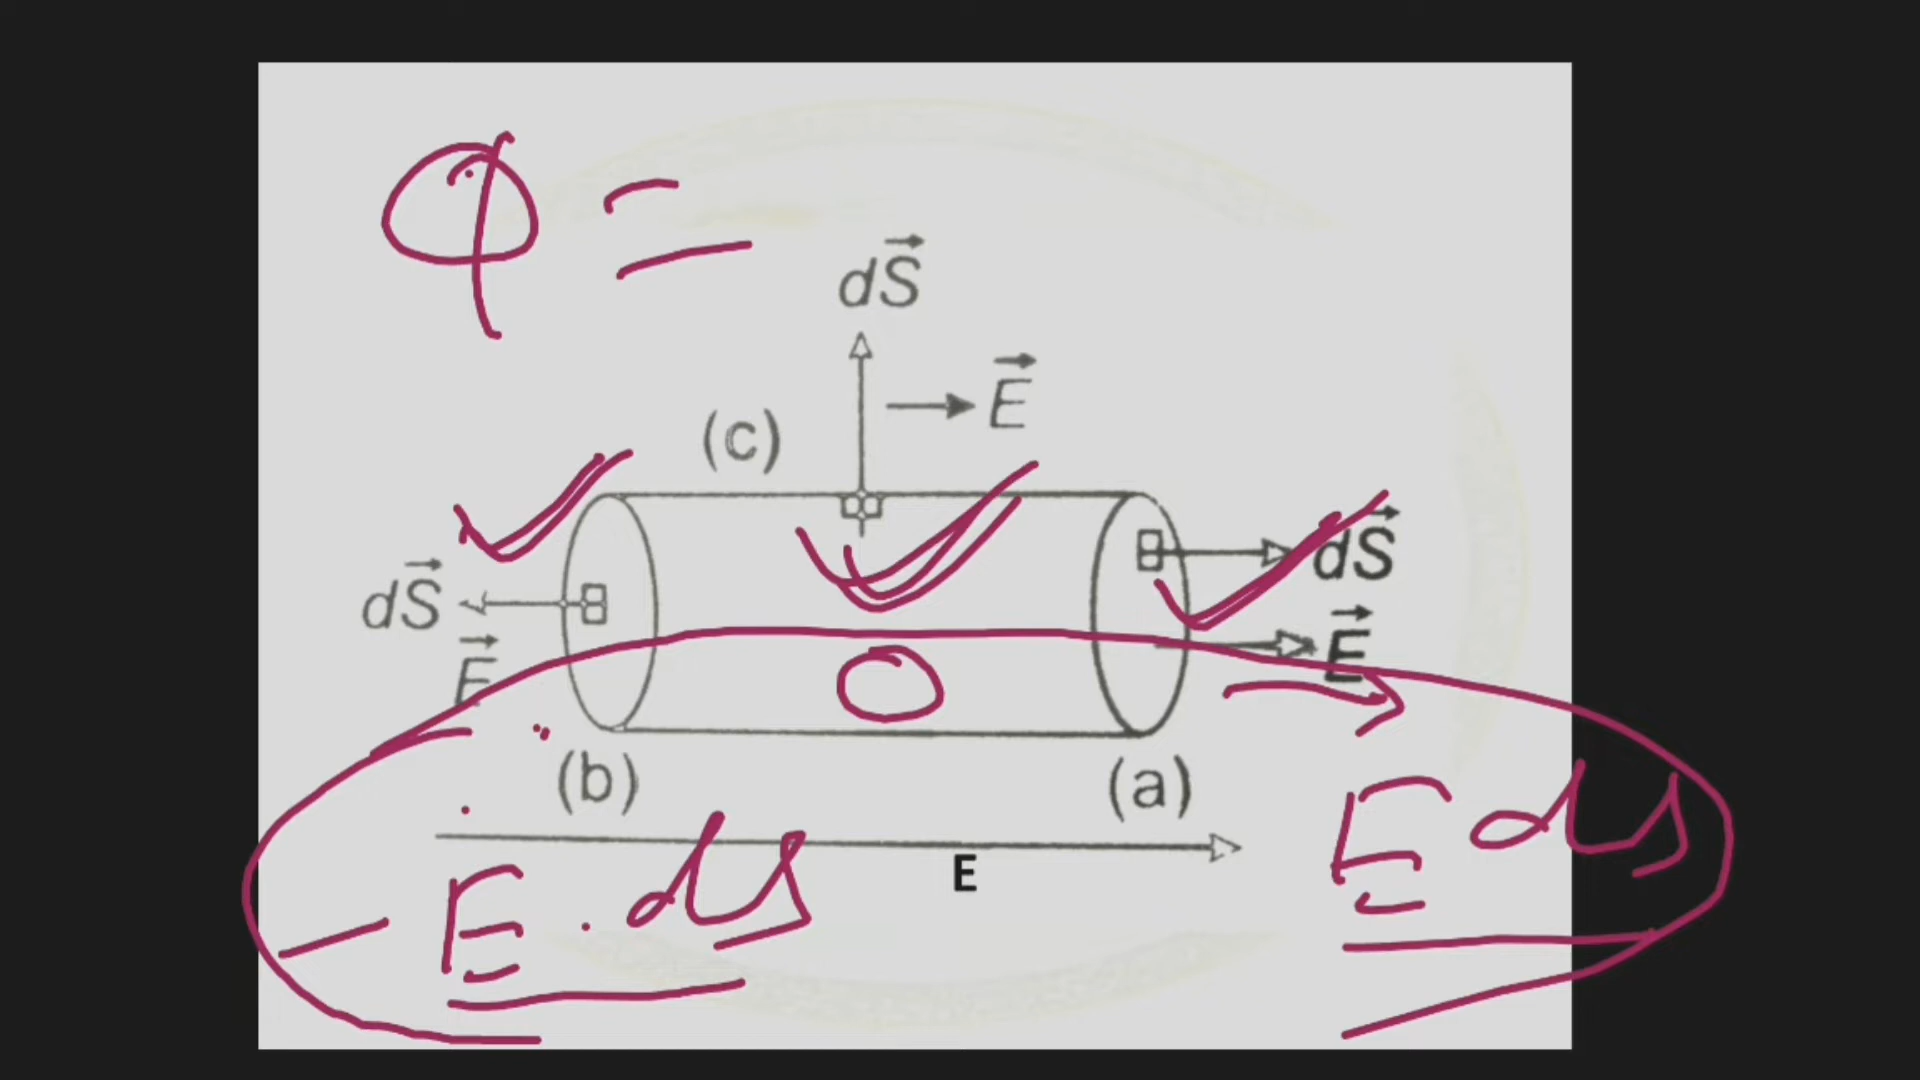 φ =
dS⃗
E⃗
(c)
dS⃗
dS⃗
E⃗
E⃗
0
(b)
(a)
E
E ds
– E . ds